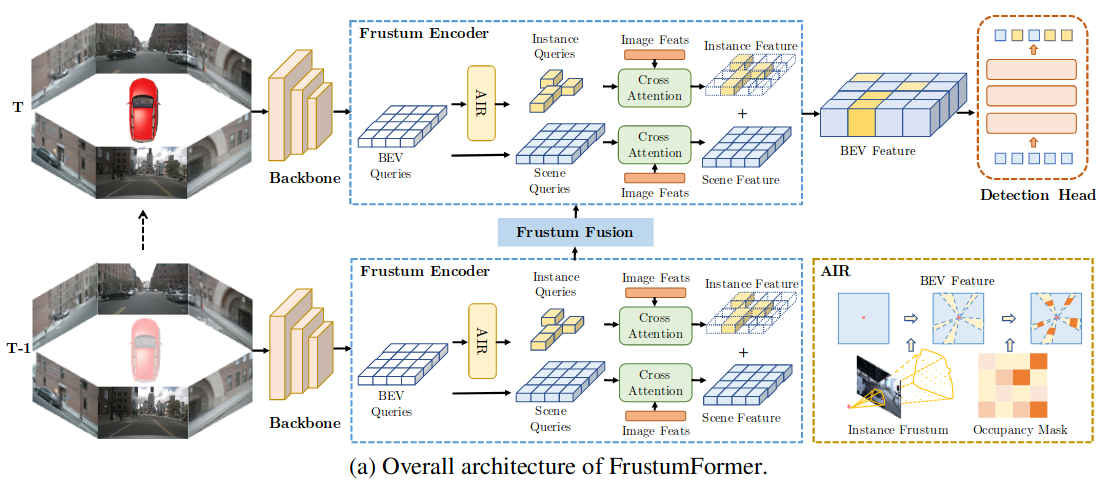 T
Backbone
Frustum Encoder
BEV
Queries
AIR
Instance
Queries
Scene
Queries
Image Feats
Cross
Attention
Cross
Attention
Image Feats
Instance Feature
+
Scene Feature
BEV Feature
Detection Head
Frustum Fusion
T-1
Backbone
Frustum Encoder
BEV
Queries
AIR
Instance
Queries
Scene
Queries
Image Feats
Cross
Attention
Cross
Attention
Image Feats
Instance Feature
+
Scene Feature
AIR
BEV Feature
Instance Frustum
Occupancy Mask
(a) Overall architecture of FrustumFormer.